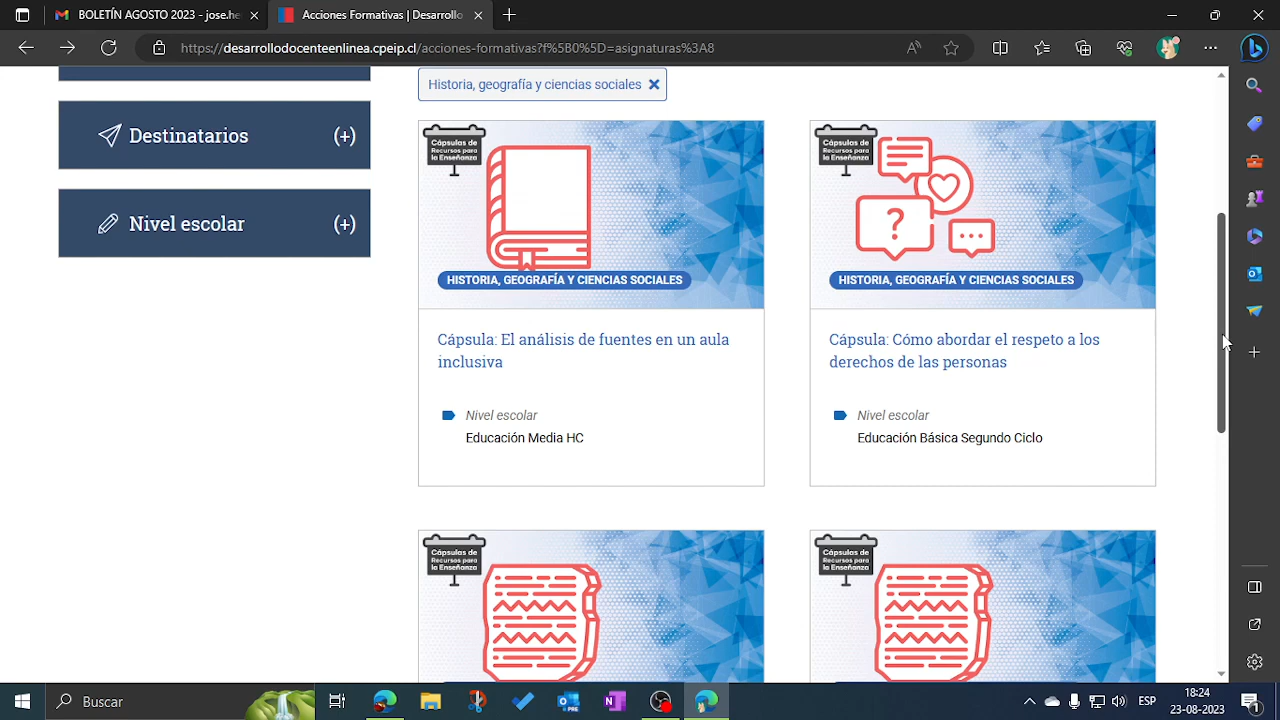 BOLETÍN AGOSTO 2023 - jose.he
Acciones Formativas | Desarrollo
https://desarrollodocenteenlinea.cpeip.cl/acciones-formativas?f%5B0%5D=asignaturas%3A8
Historia, geografía y ciencias sociales
Destinatarios (+)
Nivel escolar (+)
Cápsulas de
Recursos para
la Enseñanza
HISTORIA, GEOGRAFÍA Y CIENCIAS SOCIALES
Cápsula: El análisis de fuentes en un aula
inclusiva
Nivel escolar
Educación Media HC
Cápsulas de
Recursos para
la Enseñanza
?
HISTORIA, GEOGRAFÍA Y CIENCIAS SOCIALES
Cápsula: Cómo abordar el respeto a los
derechos de las personas
Nivel escolar
Educación Básica Segundo Ciclo
Cápsulas de
Recursos para
la Enseñanza
Cápsulas de
Recursos para
la Enseñanza
Buscar
ESP
18:24
23-08-2023